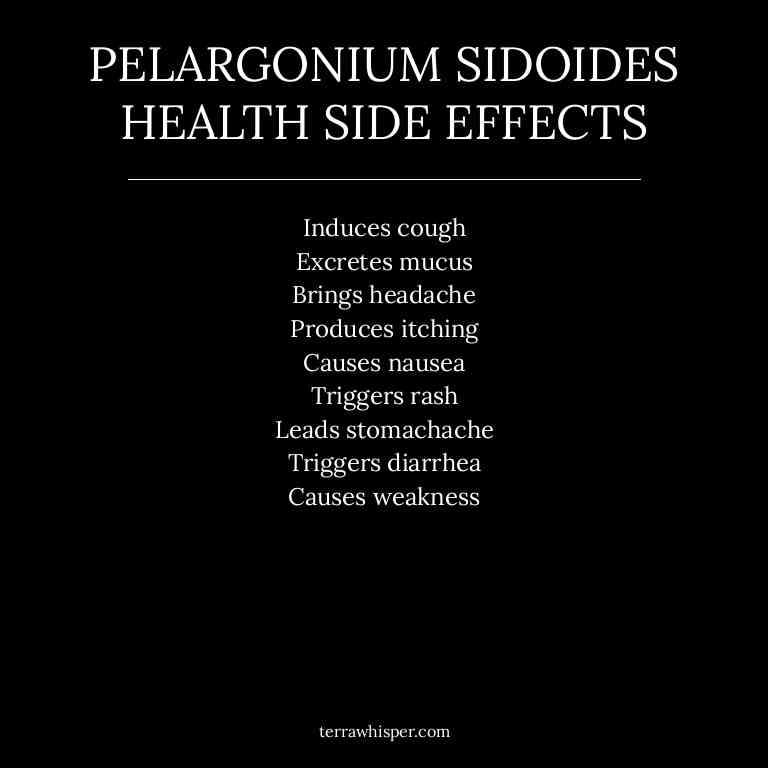 PELARGONIUM SIDOIDES
HEALTH SIDE EFFECTS
Induces cough
Excretes mucus
Brings headache
Produces itching
Causes nausea
Triggers rash
Leads stomachache
Triggers diarrhea
Causes weakness
terrawhisper.com